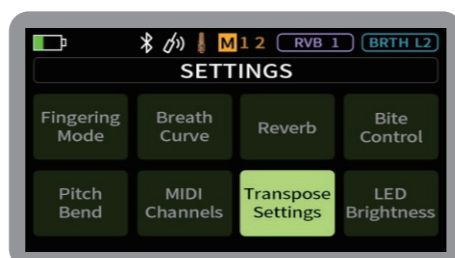 M 1 2 RVB 1 BRTH L2
SETTINGS
Fingering Mode
Breath Curve
Reverb
Bite Control
Pitch Bend
MIDI Channels
Transpose Settings
LED Brightness